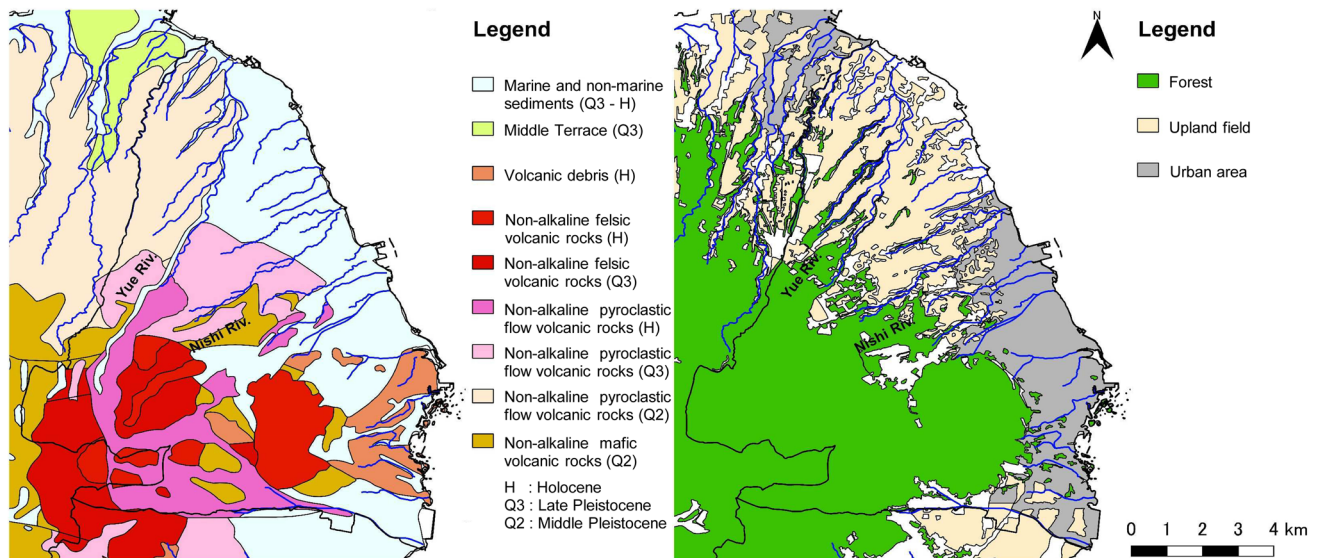 Legend
Marine and non-marine
sediments (Q3 - H)
Middle Terrace (Q3)
Volcanic debris (H)
Non-alkaline felsic
volcanic rocks (H)
Non-alkaline felsic
volcanic rocks (Q3)
Non-alkaline pyroclastic
flow volcanic rocks (H)
Non-alkaline pyroclastic
flow volcanic rocks (Q3)
Non-alkaline pyroclastic
flow volcanic rocks (Q2)
Non-alkaline mafic
volcanic rocks (Q2)
H : Holocene
Q3 : Late Pleistocene
Q2 : Middle Pleistocene
Yue Riv.
Nishi Riv.
Yue Riv.
Nishi Riv.
N
Legend
Forest
Upland field
Urban area
0 1 2 3 4 km